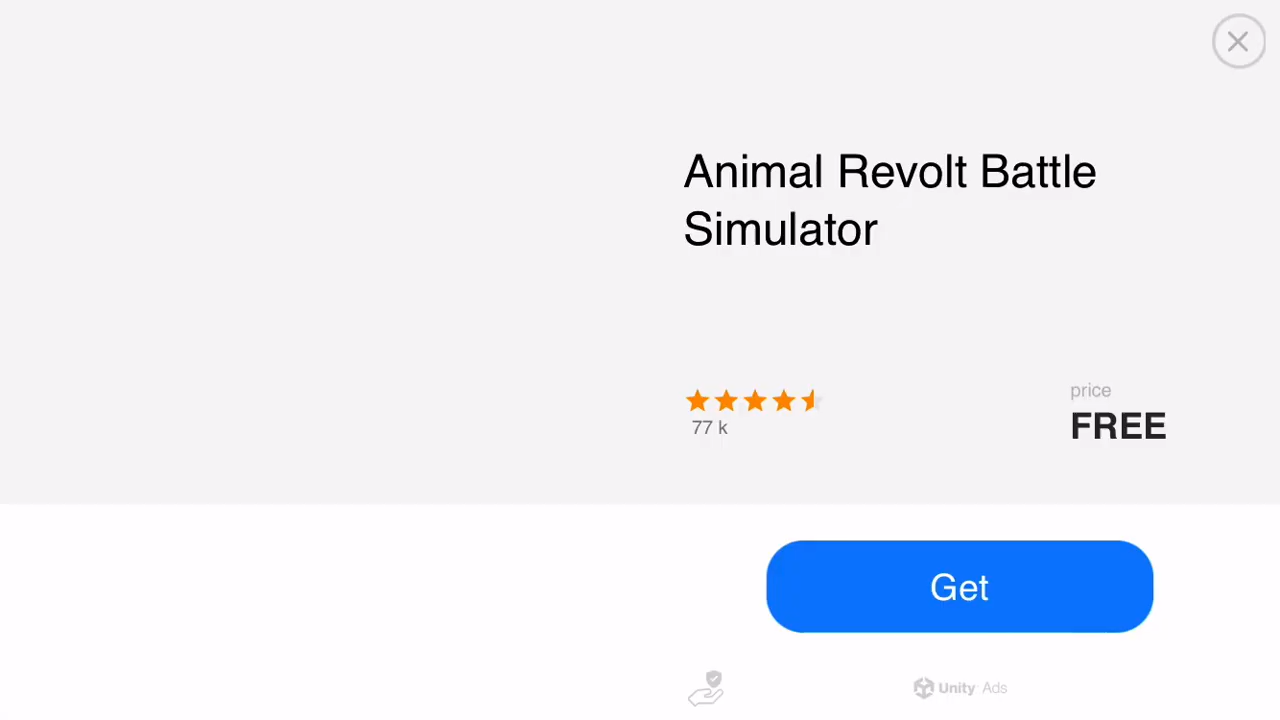 Animal Revolt Battle
Simulator
77 k
price
FREE
Get
Unity Ads